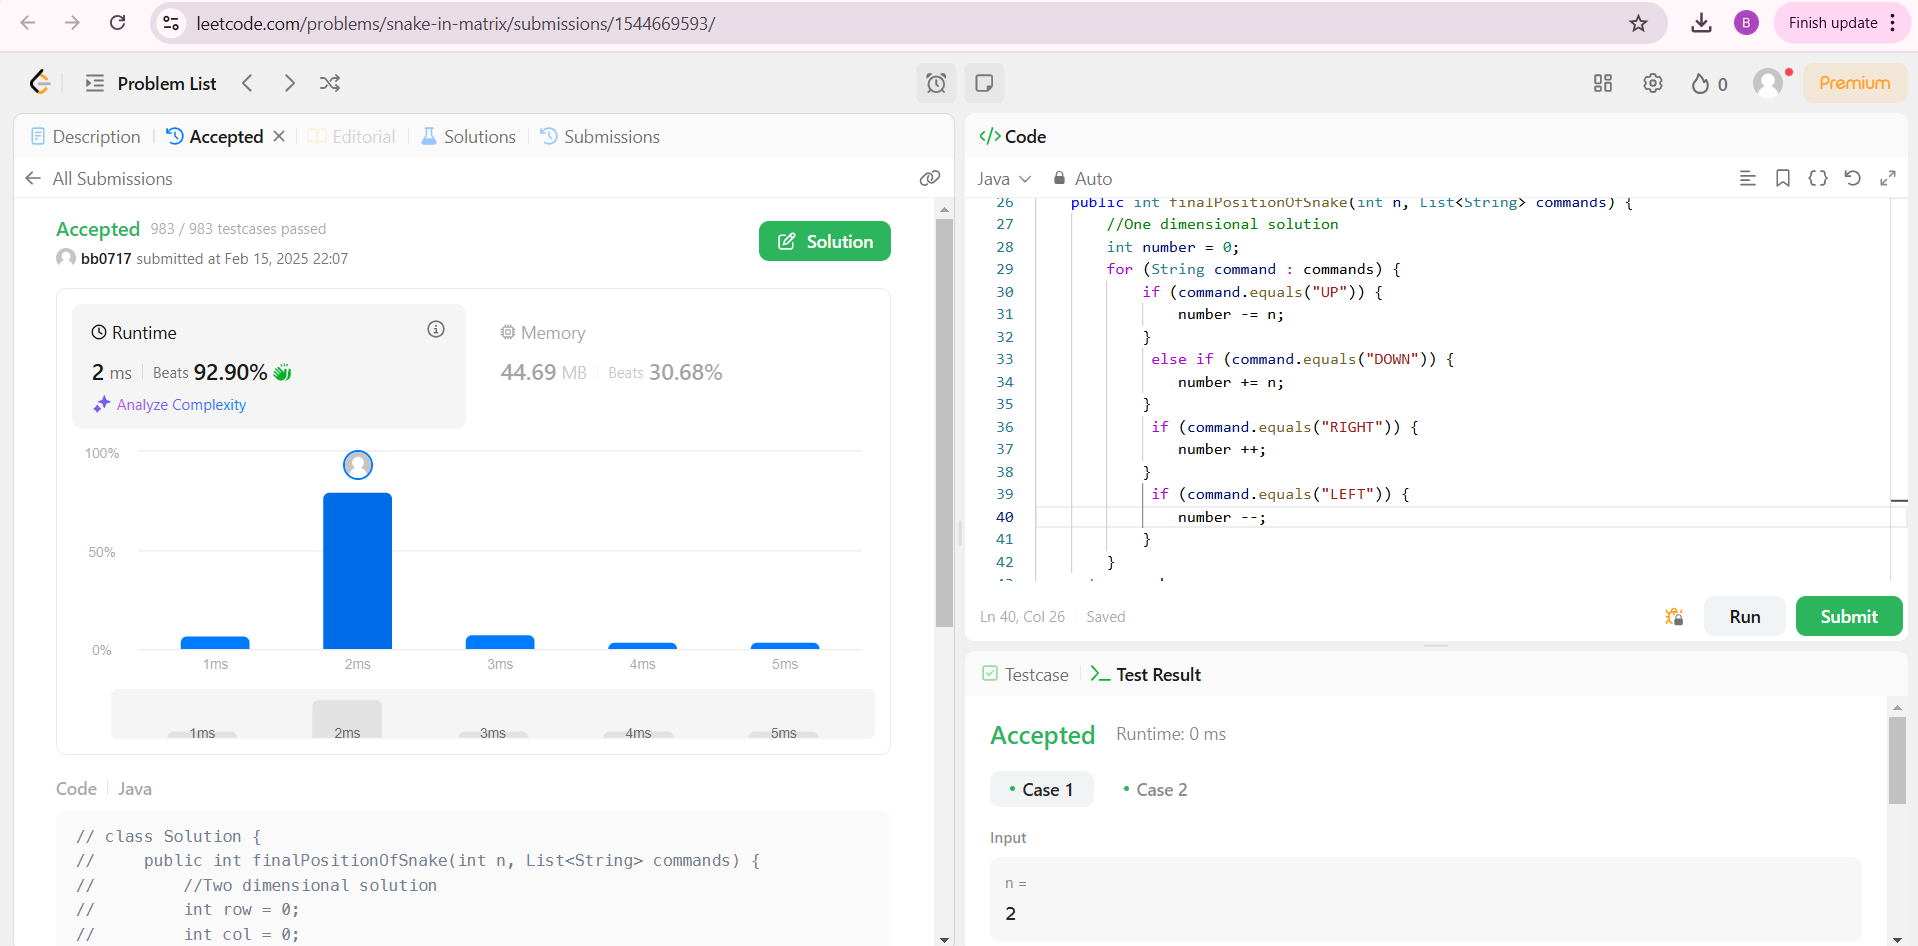 leetcode.com/problems/snake-in-matrix/submissions/1544669593/
B
Finish update
Problem List
0
Premium
Description
Accepted
Editorial
Solutions
Submissions
All Submissions
Accepted 983 / 983 testcases passed
bb0717 submitted at Feb 15, 2025 22:07
Solution
Runtime
2 ms Beats 92.90%
Analyze Complexity
Memory
44.69 MB Beats 30.68%
100%
50%
0%
1ms 2ms 3ms 4ms 5ms
1ms 2ms 3ms 4ms 5ms
Code Java
// class Solution {
//     public int finalPositionOfSnake(int n, List<String> commands) {
//         //Two dimensional solution
//         int row = 0;
//         int col = 0;
</> Code
Java Auto
26 public int finalPositionOfSnake(int n, List<String> commands) {
27 //One dimensional solution
28 int number = 0;
29 for (String command : commands) {
30 if (command.equals("UP")) {
31 number -= n;
32 }
33 else if (command.equals("DOWN")) {
34 number += n;
35 }
36 if (command.equals("RIGHT")) {
37 number ++;
38 }
39 if (command.equals("LEFT")) {
40 number --;
41 }
42 }
Ln 40, Col 26 Saved
Run
Submit
Testcase
Test Result
Accepted Runtime: 0 ms
Case 1 Case 2
Input
n =
2